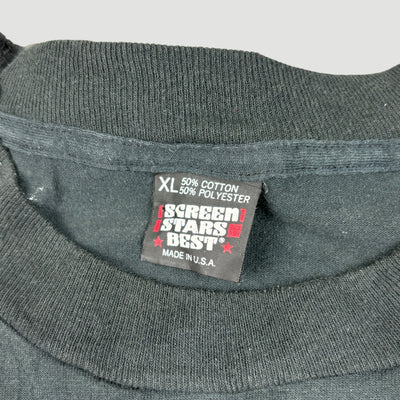 XL 50% COTTON
50% POLYESTER
SCREEN
STARS
BEST®
MADE IN U.S.A.